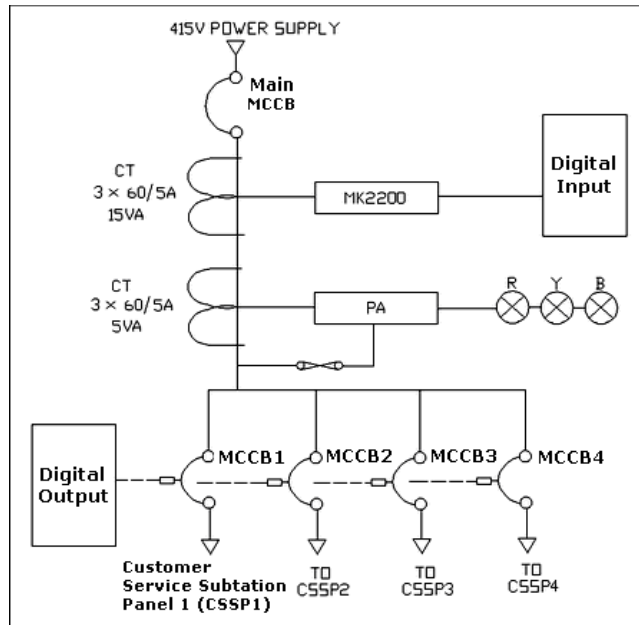 415V POWER SUPPLY
Main
MCCB
CT
3 × 60/5A
15VA
MK2200
Digital
Input
CT
3 × 60/5A
5VA
PA
R Y B
Digital
Output
MCCB1 MCCB2 MCCB3 MCCB4
Customer
Service Subtation
Panel 1 (CSSP1)
TO
CSSP2
TO
CSSP3
TO
CSSP4